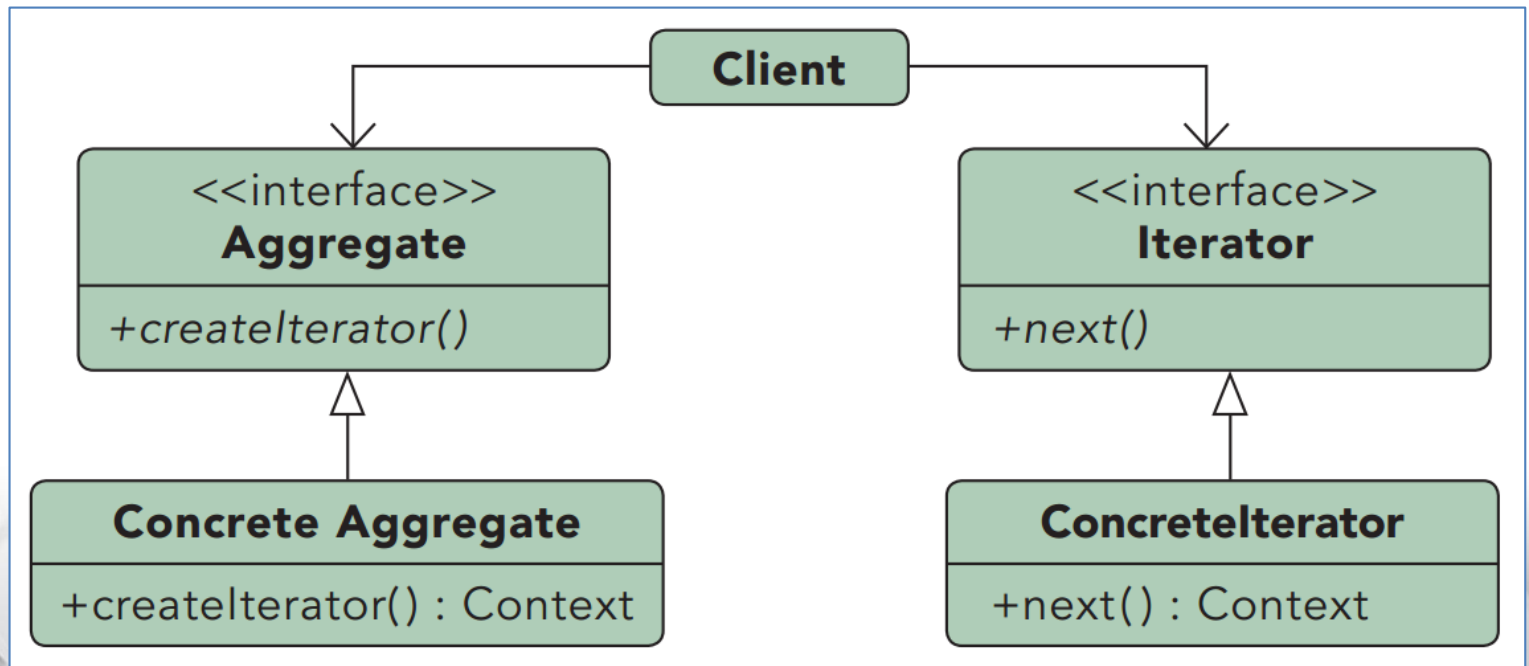 Client
<<interface>>
Aggregate
+createIterator()
<<interface>>
Iterator
+next()
Concrete Aggregate
+createIterator() : Context
ConcreteIterator
+next() : Context